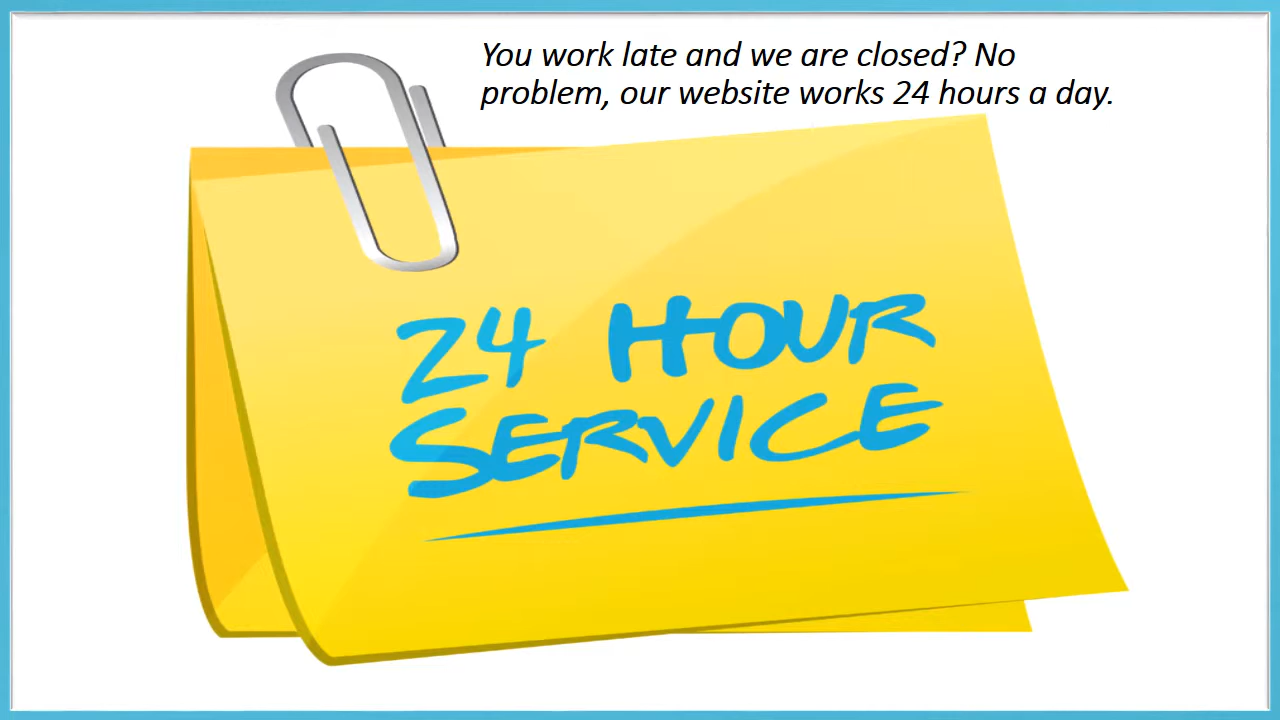 You work late and we are closed? No
problem, our website works 24 hours a day.
24 HOUR
SERVICE